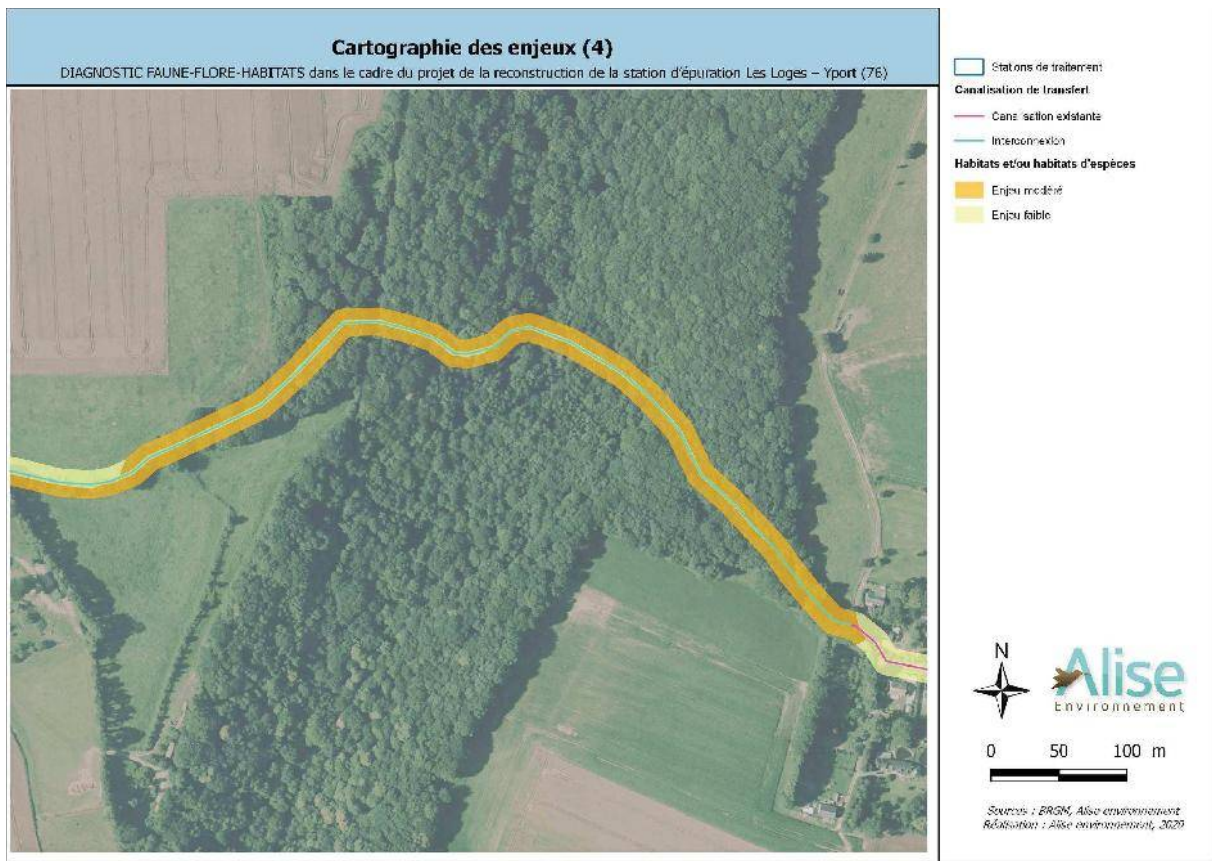 Cartographie des enjeux (4)
DIAGNOSTIC FAUNE-FLORE-HABITATS dans le cadre du projet de la reconstruction de la station d'épuration Les Loges – Yport (76)
Stations de traitement
Canalisation de transfert
Canalisation existante
Interconnexion
Habitats et/ou habitats d'espèces
Enjeu modéré
Enjeu faible
N
Alise
Environnement
0 50 100 m
Sources : BRGM, Alise environnement
Réalisation : Alise environnement, 2020